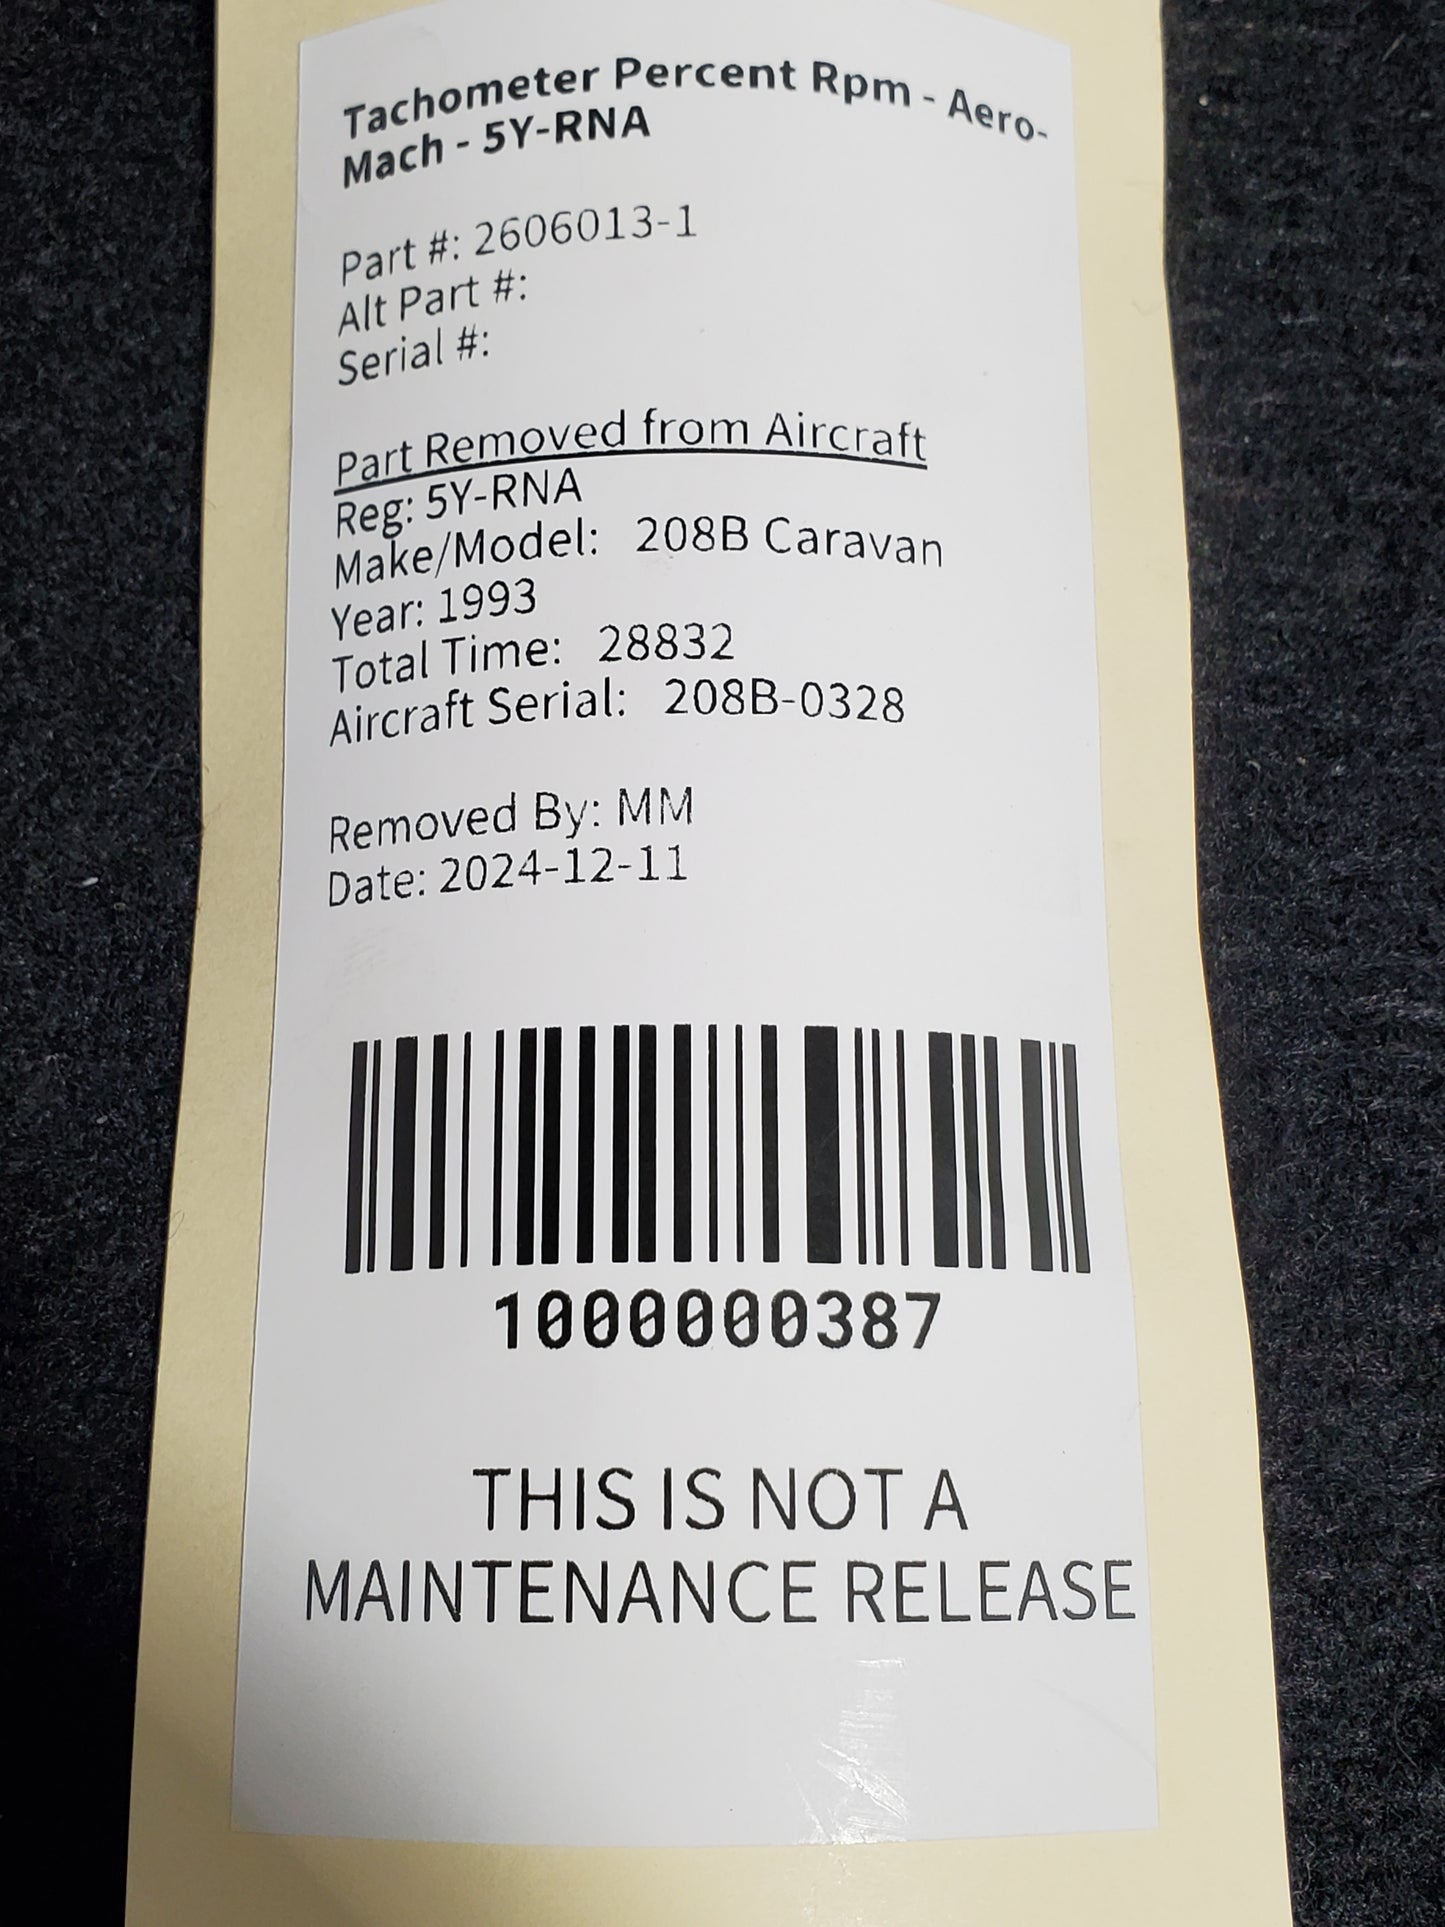 Tachometer Percent Rpm - Aero-
Mach - 5Y-RNA
Part #: 2606013-1
Alt Part #:
Serial #:
Part Removed from Aircraft
Reg: 5Y-RNA
Make/Model: 208B Caravan
Year: 1993
Total Time: 28832
Aircraft Serial: 208B-0328
Removed By: MM
Date: 2024-12-11
1000000387
THIS IS NOT A
MAINTENANCE RELEASE